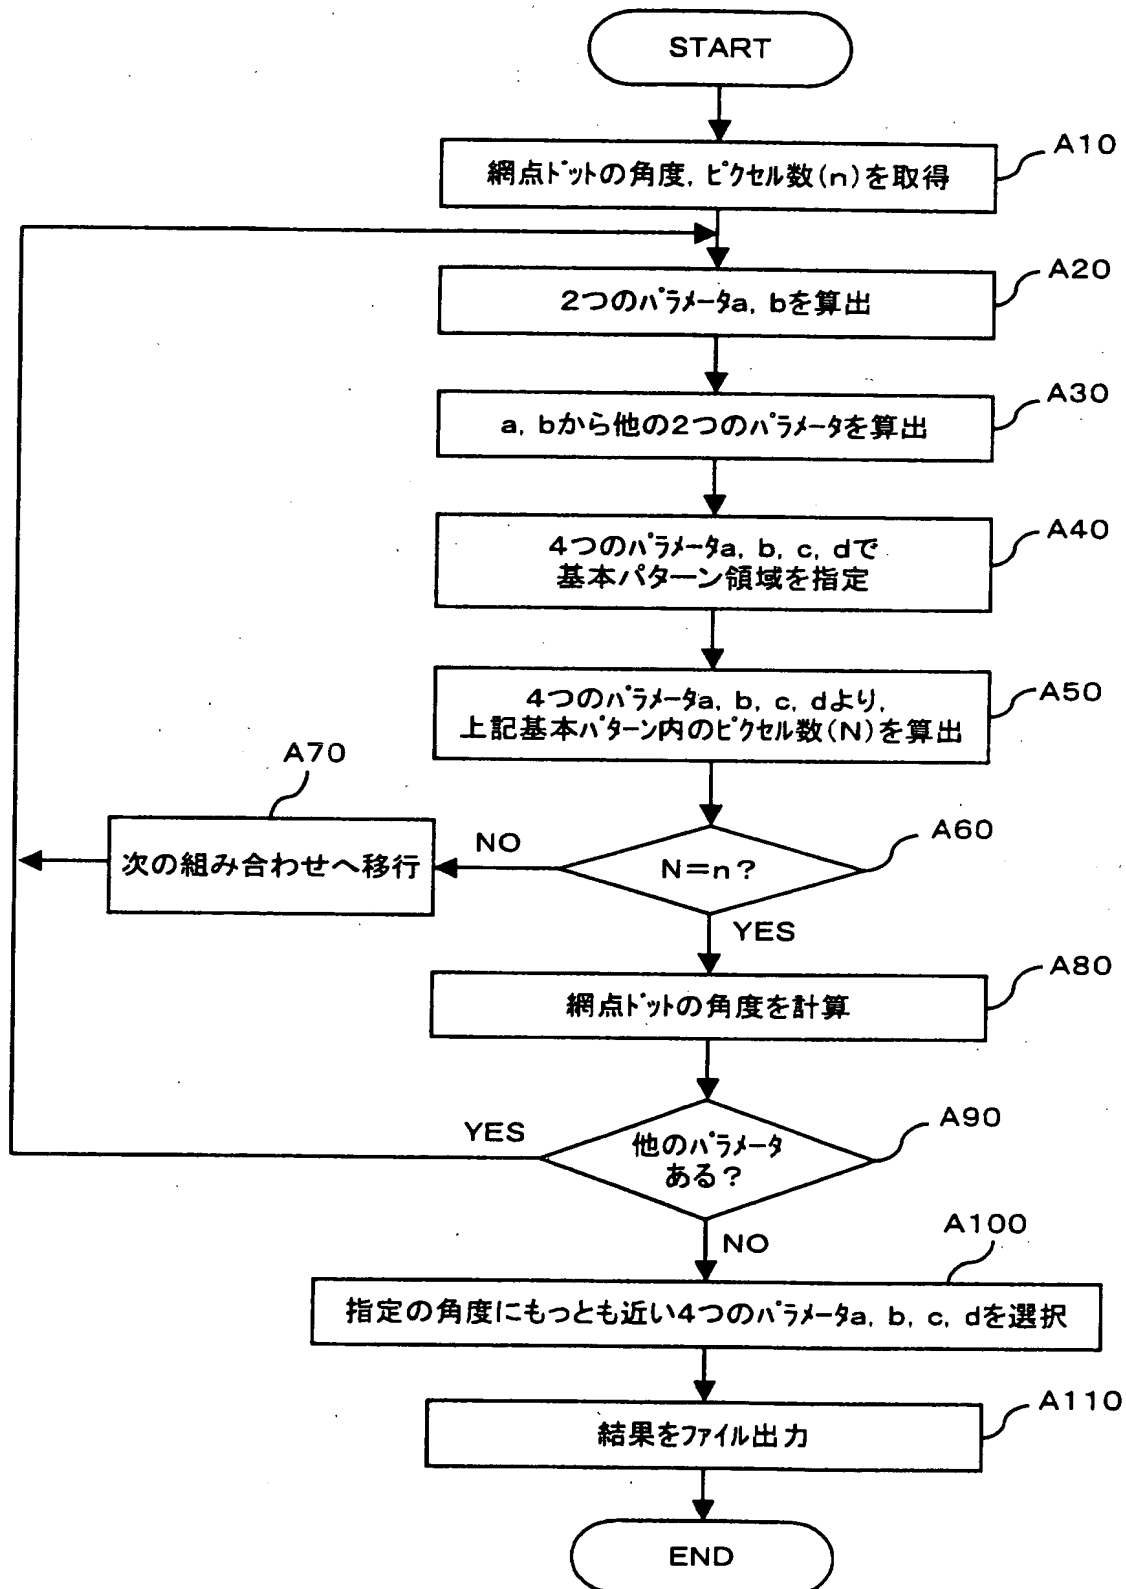 START
A10
網点ドットの角度, ピクセル数(n)を取得
A20
2つのパラメータa, bを算出
A30
a, bから他の2つのパラメータを算出
A40
4つのパラメータa, b, c, dで
基本パターン領域を指定
A50
4つのパラメータa, b, c, dより,
上記基本パターン内のピクセル数(N)を算出
A70
次の組み合わせへ移行
NO
A60
N=n?
YES
A80
網点ドットの角度を計算
YES
A90
他のパラメータ
ある?
NO
A100
指定の角度にもっとも近い4つのパラメータa, b, c, dを選択
A110
結果をファイル出力
END